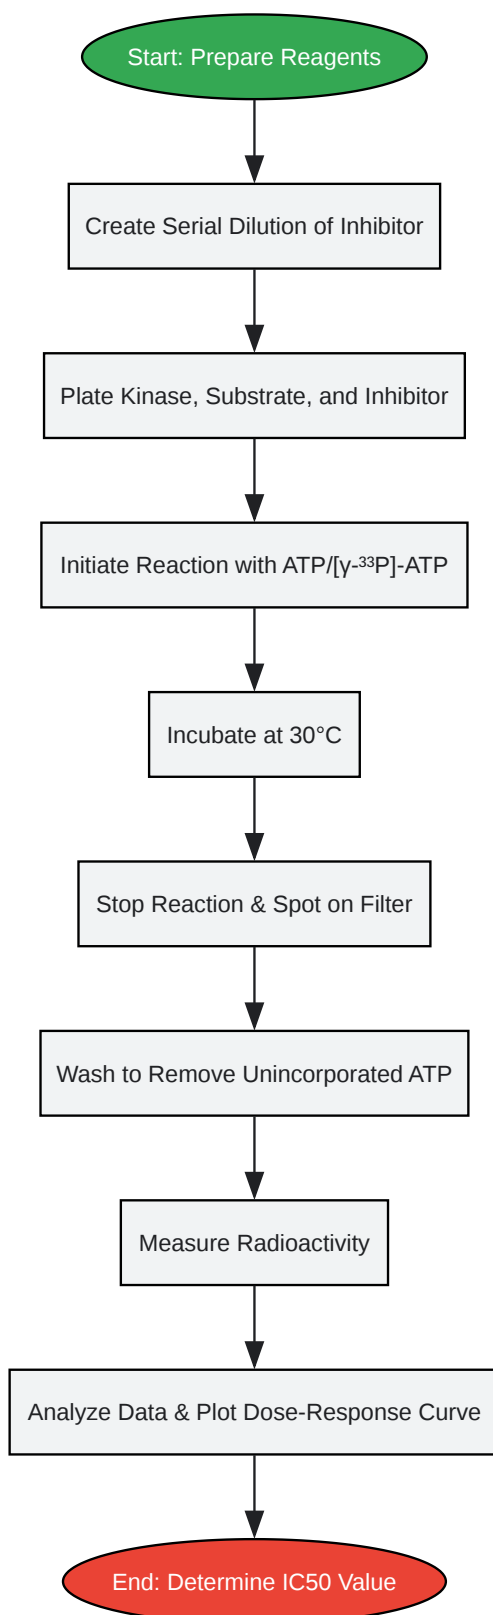 Start: Prepare Reagents
Create Serial Dilution of Inhibitor
Plate Kinase, Substrate, and Inhibitor
Initiate Reaction with ATP/[γ-³³P]-ATP
Incubate at 30°C
Stop Reaction & Spot on Filter
Wash to Remove Unincorporated ATP
Measure Radioactivity
Analyze Data & Plot Dose-Response Curve
End: Determine IC50 Value